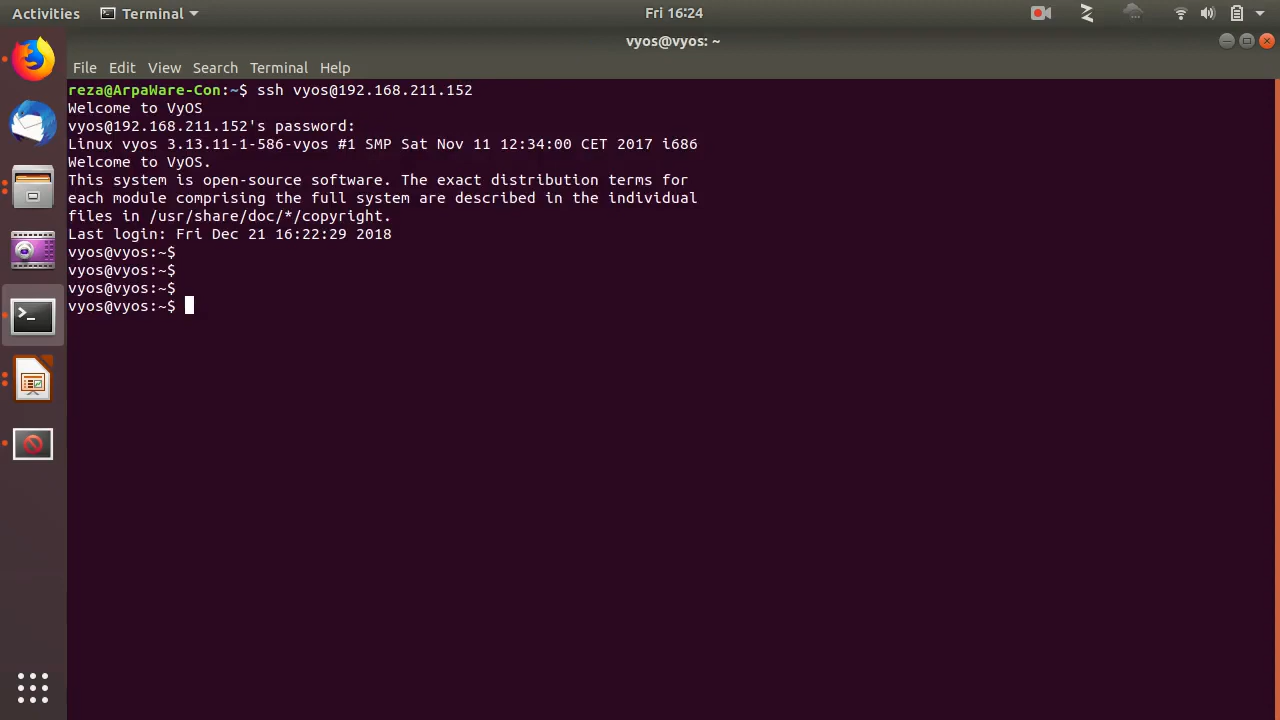 Activities Terminal Fri 16:24
vyos@vyos: ~
File Edit View Search Terminal Help
reza@ArpaWare-Con:~$ ssh vyos@192.168.211.152
Welcome to VyOS
vyos@192.168.211.152's password:
Linux vyos 3.13.11-1-586-vyos #1 SMP Sat Nov 11 12:34:00 CET 2017 i686
Welcome to VyOS.
This system is open-source software. The exact distribution terms for
each module comprising the full system are described in the individual
files in /usr/share/doc/*/copyright.
Last login: Fri Dec 21 16:22:29 2018
vyos@vyos:~$
vyos@vyos:~$
vyos@vyos:~$
vyos@vyos:~$